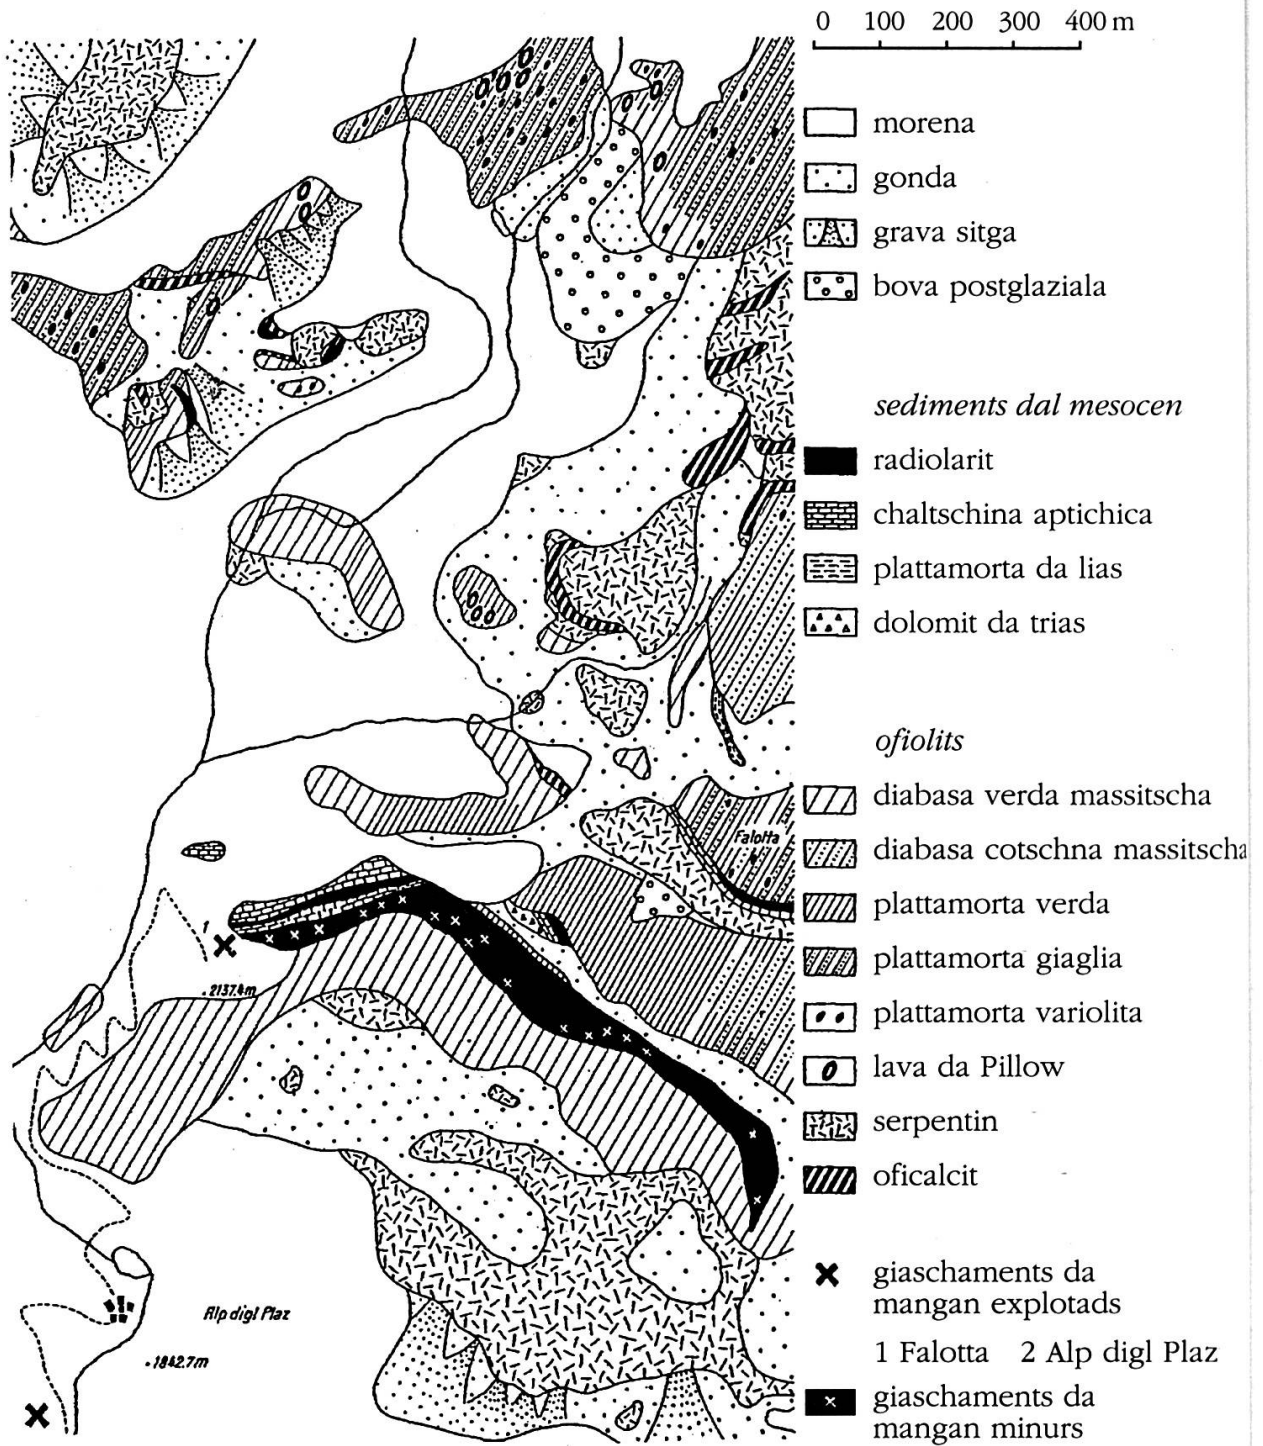 0 100 200 300 400 m
morena
gonda
grava sitga
bova postglaziala
sediments dal mesocen
radiolarit
chaltschina aptichica
plattamorta da lias
dolomit da trias
ofiolits
diabasa verda massitscha
diabasa cotschna massitscha
plattamorta verda
plattamorta giaglia
plattamorta variolita
lava da Pillow
serpentin
oficalcit
giaschaments da
mangan explotads
1 Falotta 2 Alp digl Plaz
giaschaments da
mangan minurs
Falotta
1
2137.4m
Alp digl Plaz
1842.7m